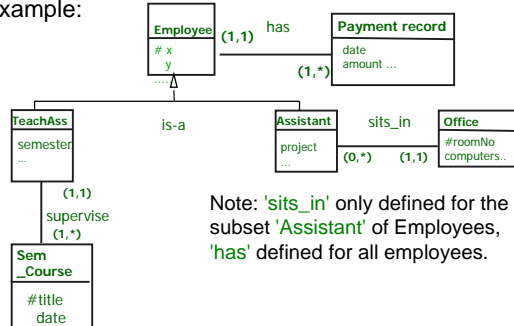 example:
Employee
# x
y
.....
(1,1)
has
(1,*)
Payment record
date
amount ...
TeachAss
semester
...
is-a
Assistant
project
...
sits_in
(0,*)
(1,1)
Office
#roomNo
computers..
(1,1)
supervise
(1,*)
Sem
_Course
#title
date
Note: 'sits_in' only defined for the
subset 'Assistant' of Employees,
'has' defined for all employees.